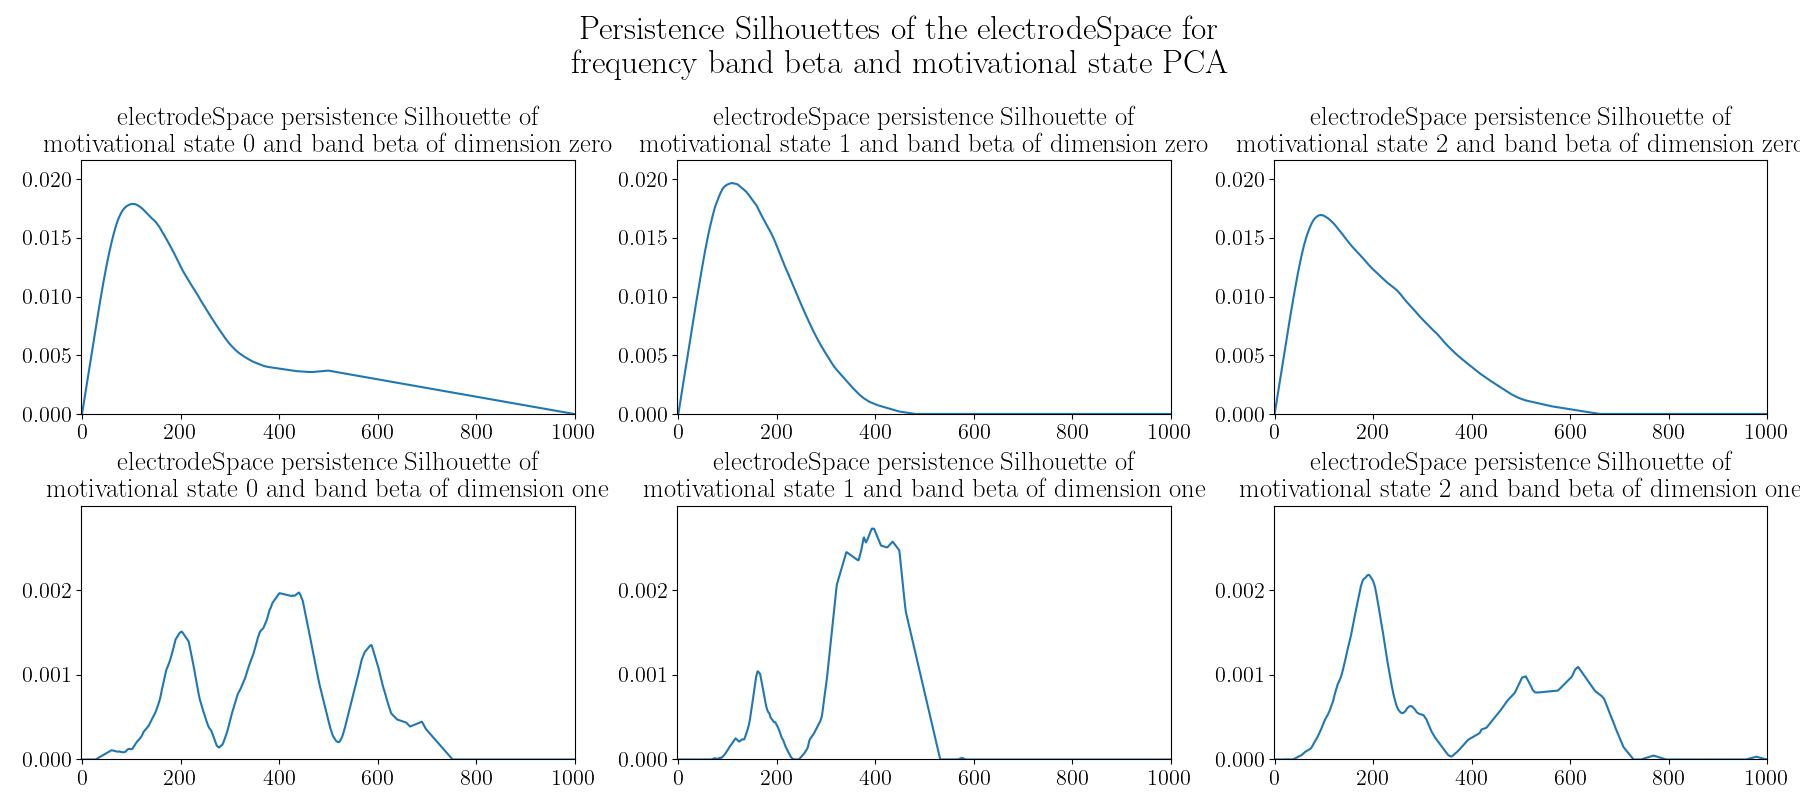 Persistence Silhouettes of the electrodeSpace for
frequency band beta and motivational state PCA
electrodeSpace persistence Silhouette of
motivational state 0 and band beta of dimension zero
electrodeSpace persistence Silhouette of
motivational state 1 and band beta of dimension zero
electrodeSpace persistence Silhouette of
motivational state 2 and band beta of dimension zero
0.020
0.015
0.010
0.005
0.000
0 200 400 600 800 1000
0.020
0.015
0.010
0.005
0.000
0 200 400 600 800 1000
0.020
0.015
0.010
0.005
0.000
0 200 400 600 800 1000
electrodeSpace persistence Silhouette of
motivational state 0 and band beta of dimension one
electrodeSpace persistence Silhouette of
motivational state 1 and band beta of dimension one
electrodeSpace persistence Silhouette of
motivational state 2 and band beta of dimension one
0.002
0.001
0.000
0 200 400 600 800 1000
0.002
0.001
0.000
0 200 400 600 800 1000
0.002
0.001
0.000
0 200 400 600 800 1000